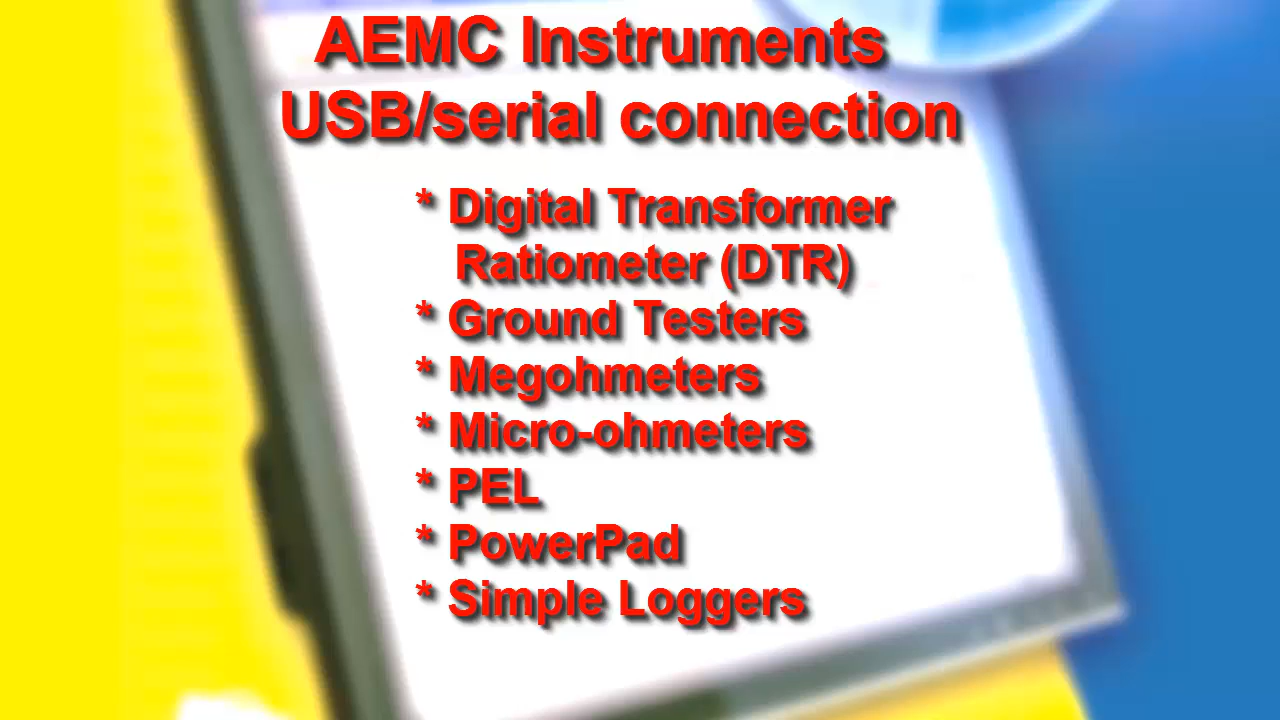 AEMC Instruments
USB/serial connection
* Digital Transformer
Ratiometer (DTR)
* Ground Testers
* Megohmeters
* Micro-ohmeters
* PEL
* PowerPad
* Simple Loggers